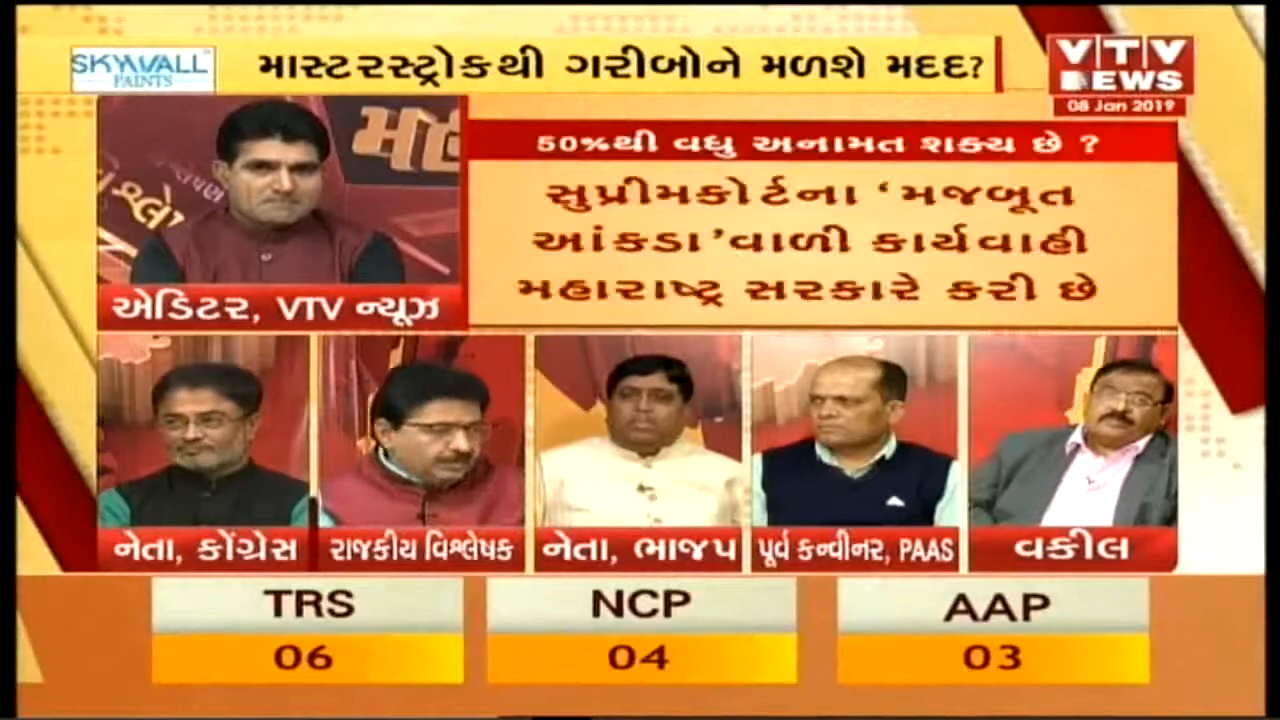 SKYWALL
PAINTS
માસ્ટરસ્ટ્રોકથી ગરીબોને મળશે મદદ?
VTV
NEWS
08 Jan 2019
50%થી વધુ અનામત શક્ય છે ?
સુપ્રીમકોર્ટના ‘મજબૂત
આંકડા’વાળી કાર્યવાહી
મહારાષ્ટ્ર સરકારે કરી છે
એડિટર, VTV ન્યૂઝ
નેતા, કોંગ્રેસ
રાજકીય વિશ્લેષક
નેતા, ભાજપ
પૂર્વ કન્વીનર, PAAS
વકીલ
TRS
NCP
AAP
06
04
03